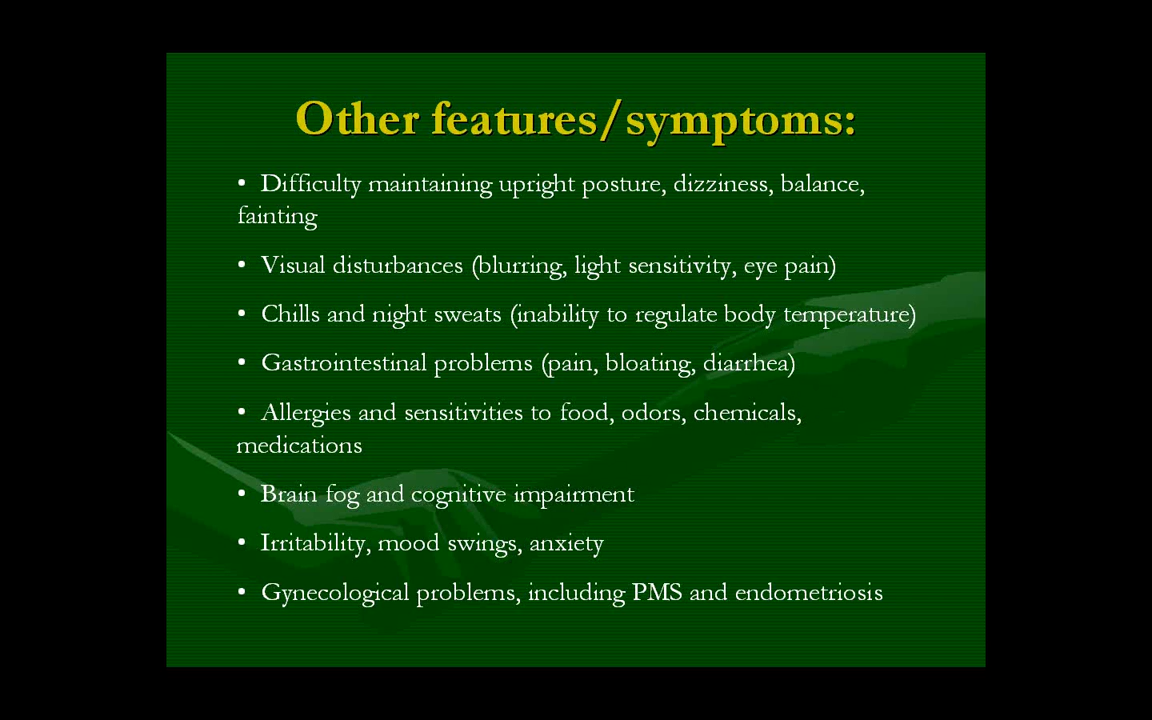 Other features/symptoms:
• Difficulty maintaining upright posture, dizziness, balance,
fainting
• Visual disturbances (blurring, light sensitivity, eye pain)
• Chills and night sweats (inability to regulate body temperature)
• Gastrointestinal problems (pain, bloating, diarrhea)
• Allergies and sensitivities to food, odors, chemicals,
medications
• Brain fog and cognitive impairment
• Irritability, mood swings, anxiety
• Gynecological problems, including PMS and endometriosis